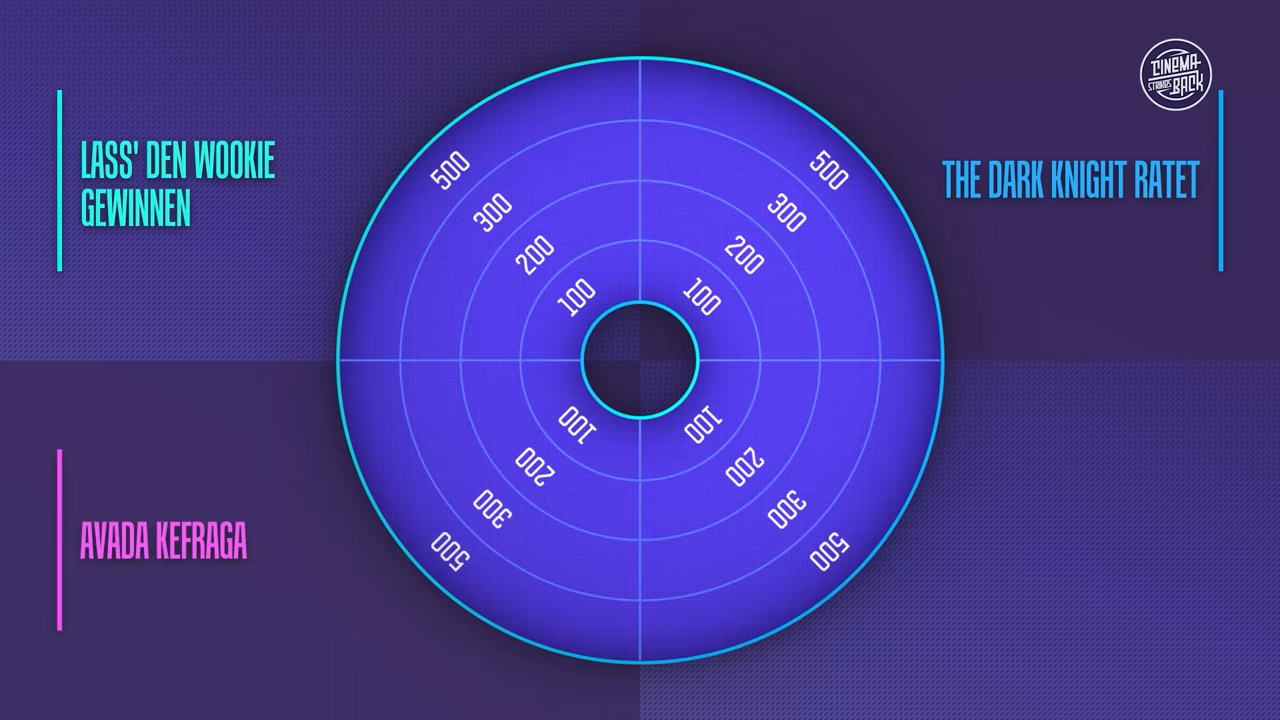 CINEMA
STRIKES BACK
LASS' DEN WOOKIE
GEWINNEN
THE DARK KNIGHT RATET
500
500
300
300
200
200
100
100
100
100
200
200
300
300
500
500
AVADA KEFRAGA